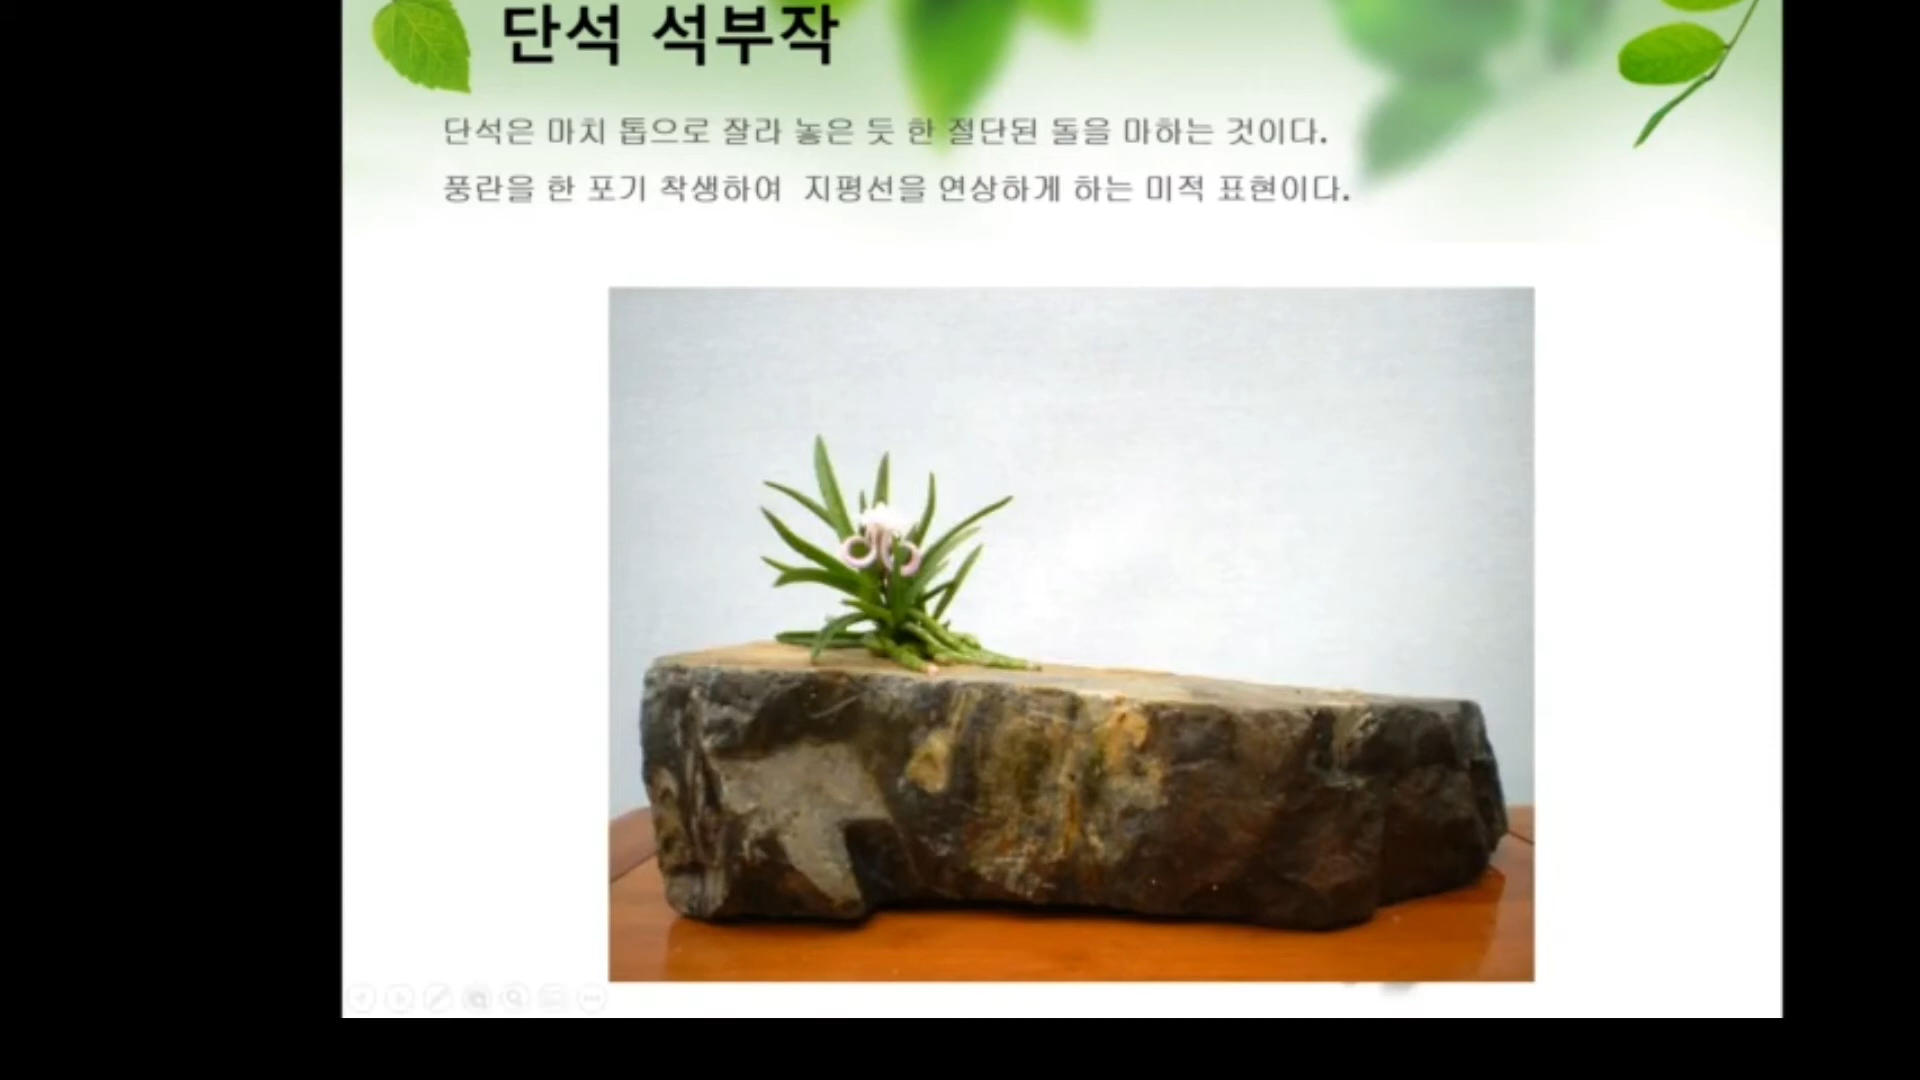 단석 석부작
단석은 마치 톱으로 잘라 놓은 듯 한 절단된 돌을 마하는 것이다.
풍란을 한 포기 착생하여 지평선을 연상하게 하는 미적 표현이다.